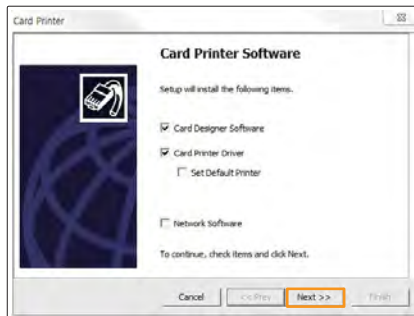 Card Printer
Card Printer Software
Setup will install the following items.
Card Designer Software
Card Printer Driver
Set Default Printer
Network Software
To continue, check items and click Next.
Cancel
<< Prev
Next >>
Finish